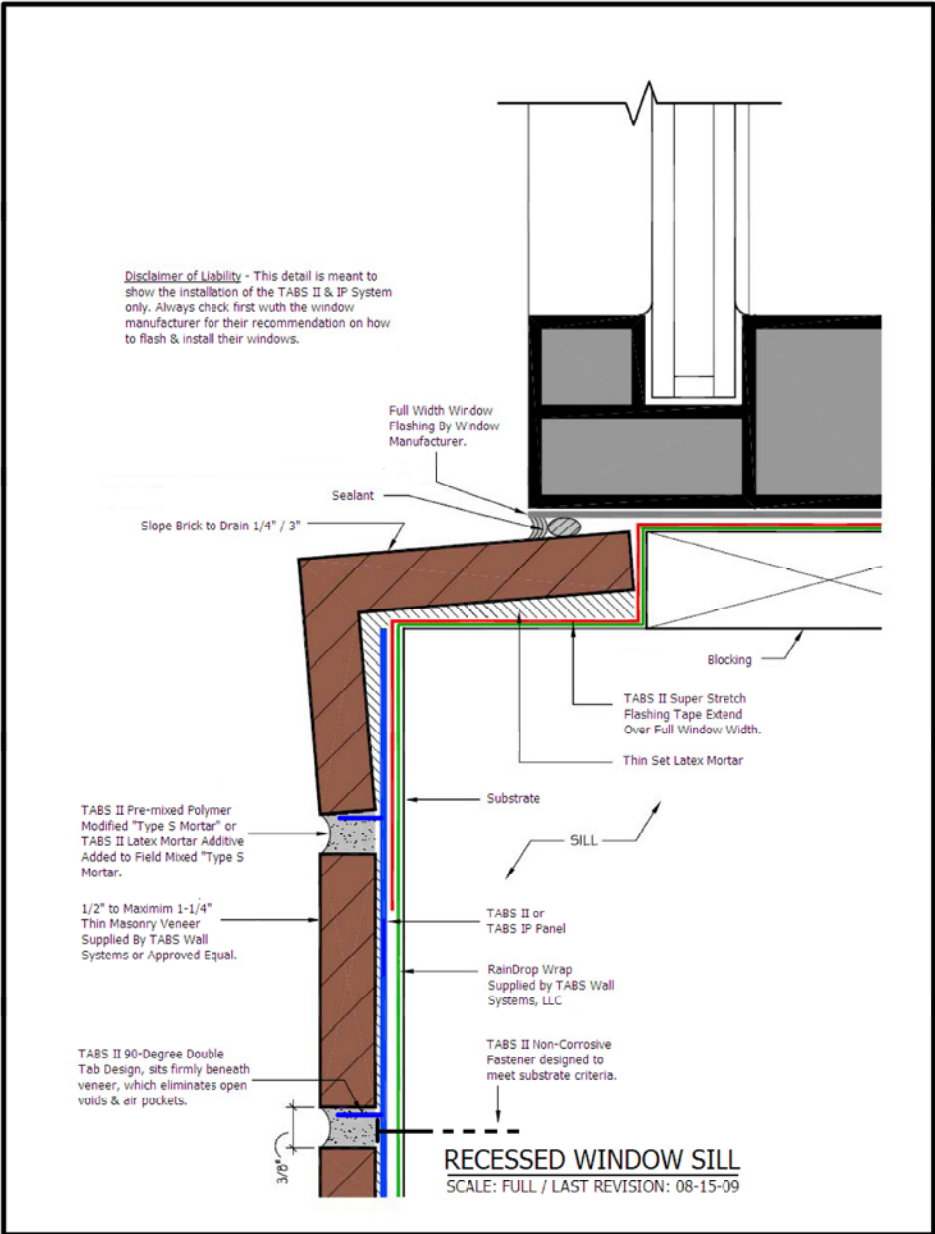 Disclaimer of Liability - This detail is meant to
show the installation of the TABS II & IP System
only. Always check first wuth the window
manufacturer for their recommendation on how
to flash & install their windows.
Full Width Window
Flashing By Window
Manufacturer.
Sealant
Slope Brick to Drain 1/4" / 3"
Blocking
TABS II Super Stretch
Flashing Tape Extend
Over Full Window Width.
Thin Set Latex Mortar
Substrate
SILL
TABS II Pre-mixed Polymer
Modified "Type S Mortar" or
TABS II Latex Mortar Additive
Added to Field Mixed "Type S
Mortar.
1/2" to Maximim 1-1/4"
Thin Masonry Veneer
Supplied By TABS Wall
Systems or Approved Equal.
TABS II or
TABS IP Panel
RainDrop Wrap
Supplied by TABS Wall
Systems, LLC
TABS II 90-Degree Double
Tab Design, sits firmly beneath
veneer, which eliminates open
voids & air pockets.
TABS II Non-Corrosive
Fastener designed to
meet substrate criteria.
3/8"
RECESSED WINDOW SILL
SCALE: FULL / LAST REVISION: 08-15-09